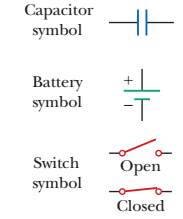 Capacitor
symbol
Battery
symbol
+
−
Switch
symbol
Open
Closed